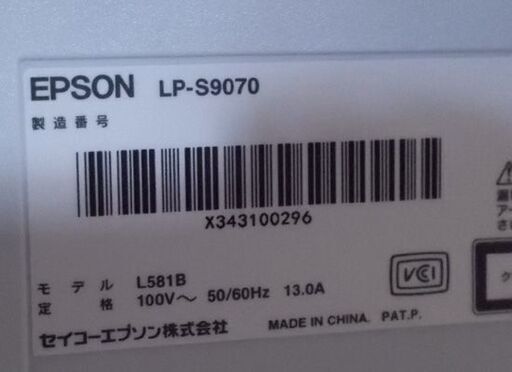 EPSON LP-S9070
製造番号
X343100296
モデル L581B
定格 100V～ 50/60Hz 13.0A
VCI
セイコーエプソン株式会社
MADE IN CHINA. PAT.P.